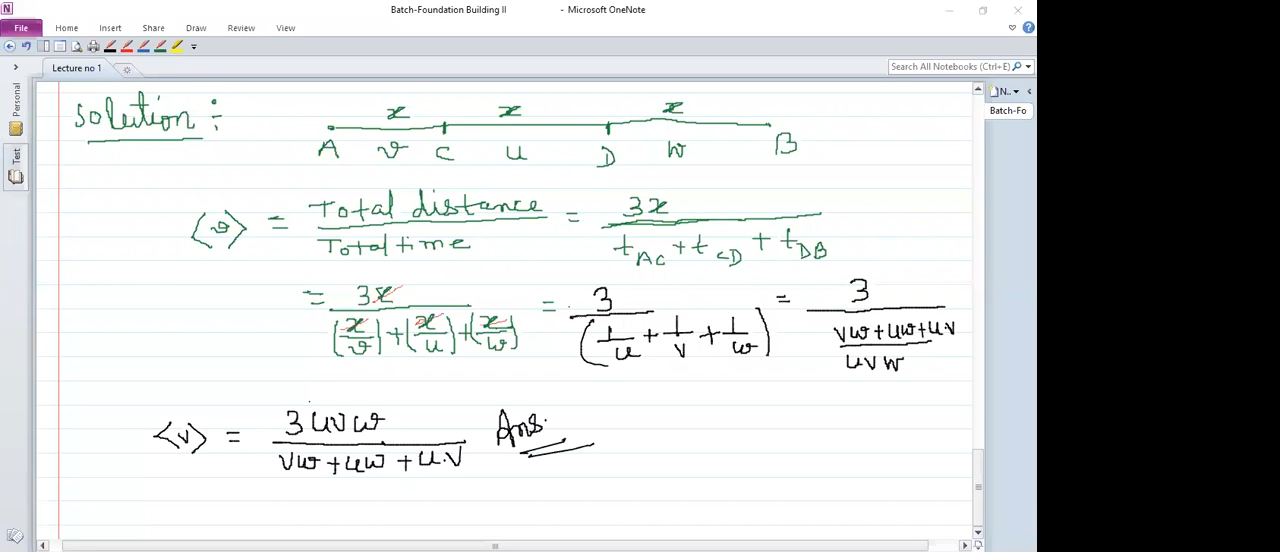 Batch-Foundation Building II - Microsoft OneNote
File Home Insert Share Draw Review View
Lecture no 1
Search All Notebooks (Ctrl+E)
Personal
Test
N..
Batch-Fo
Solution :
x x x
A v C u D w B
<v> = Total distance / Total time = 3x / t_AC + t_CD + t_DB
= 3x / (x/v) + (x/u) + (x/w) = 3 / (1/u + 1/v + 1/w) = 3 / (vw+uw+uv / uvw)
<v> = 3uvw / vw+uw+u.v Ans.